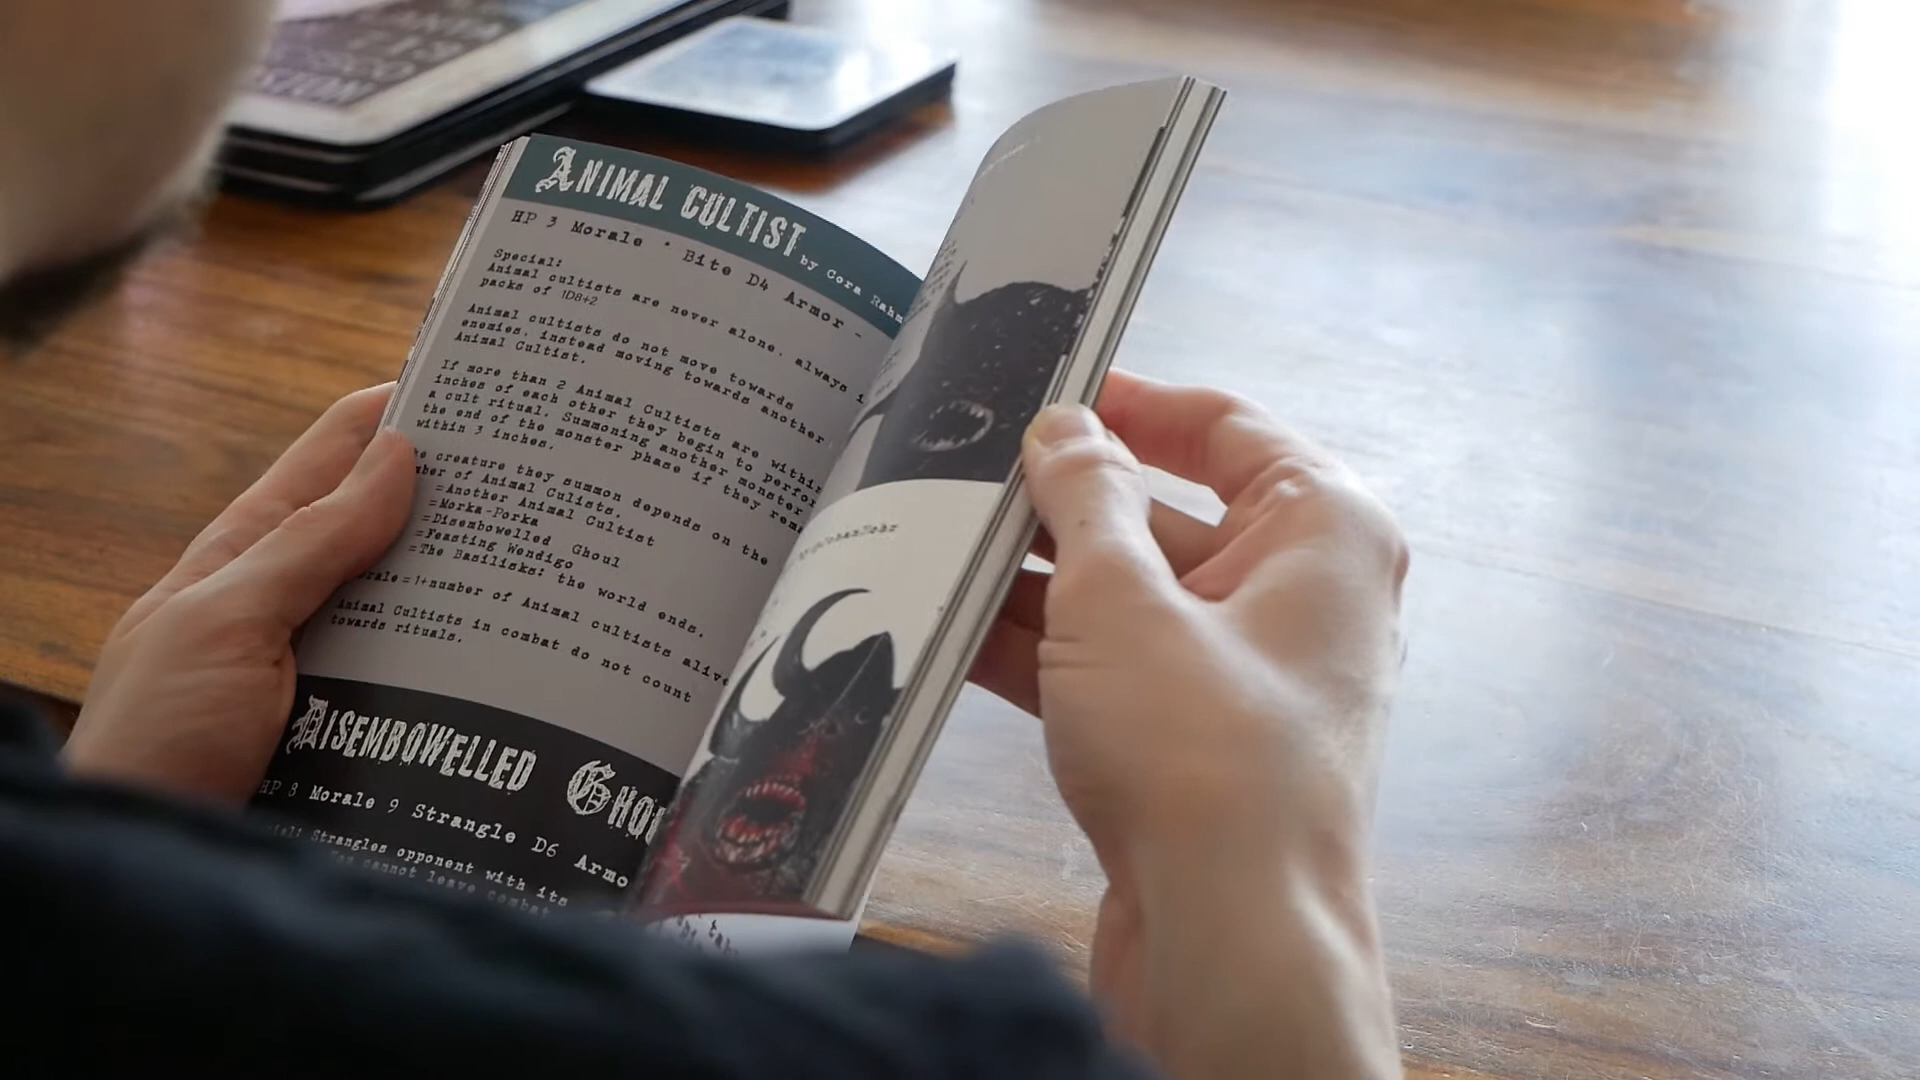 ANIMAL CULTIST by Cora Rahm
HP 3 Morale * Bite D4 Armor -
Special:
Animal cultists are never alone. always i
packs of 1D8+2
Animal cultists do not move towards
enemies. instead moving towards another
Animal Cultist.
If more than 2 Animal Cultists are within
inches of each other they begin to perfor
a cult ritual. Summoning another monster
the end of the monster phase if they rema
within 3 inches.
creature they summon depends on the
of Animal Culists.
=Another Animal Cultist
=Morka-Porka
=Disembowelled Ghoul
=Feasting Wendigo
=The Basilisks: the world ends.
=1+number of Animal cultists alive
Animal Cultists in combat do not count
towards rituals.
DISEMBOWELLED GHOU
HP 8 Morale 9 Strangle D6 Armo
Strangles opponent with its
cannot leave combat